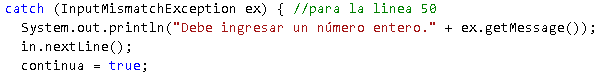 catch (InputMismatchException ex) { //para la linea 50
System.out.println("Debe ingresar un número entero." + ex.getMessage());
in.nextLine();
continua = true;